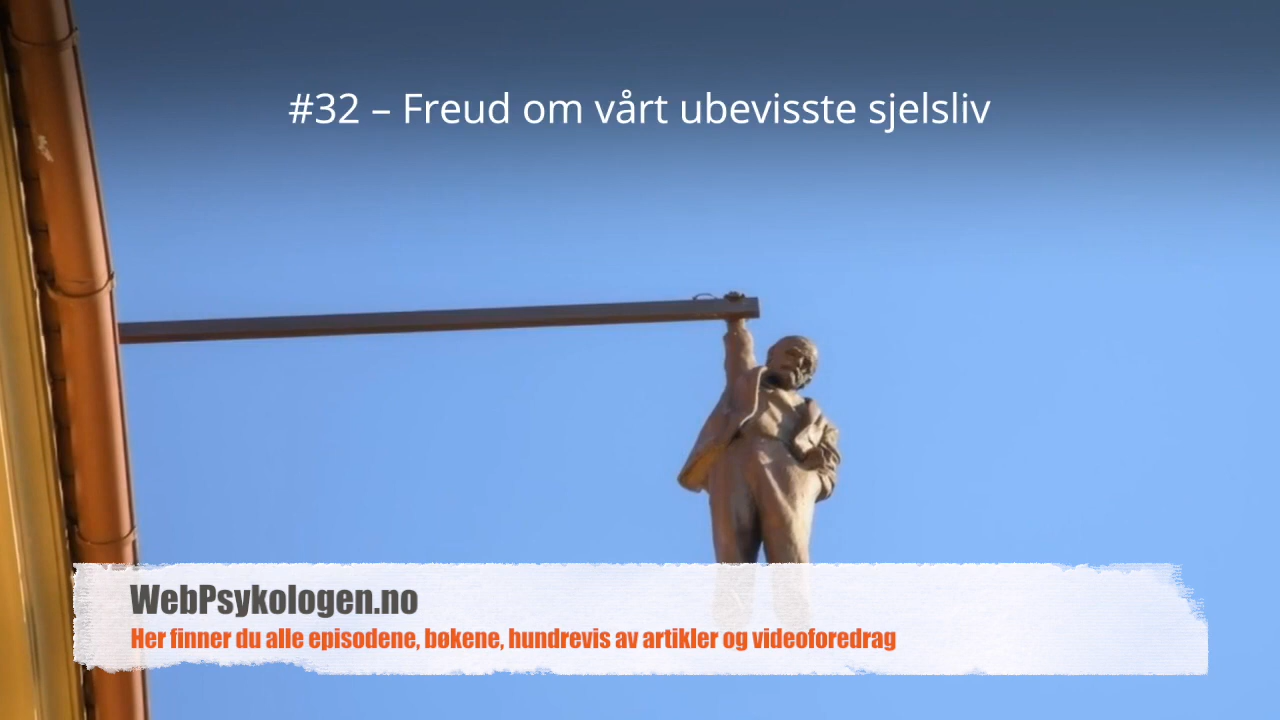 #32 – Freud om vårt ubevisste sjelsliv
WebPsykologen.no
Her finner du alle episodene, bøkene, hundrevis av artikler og videoforedrag